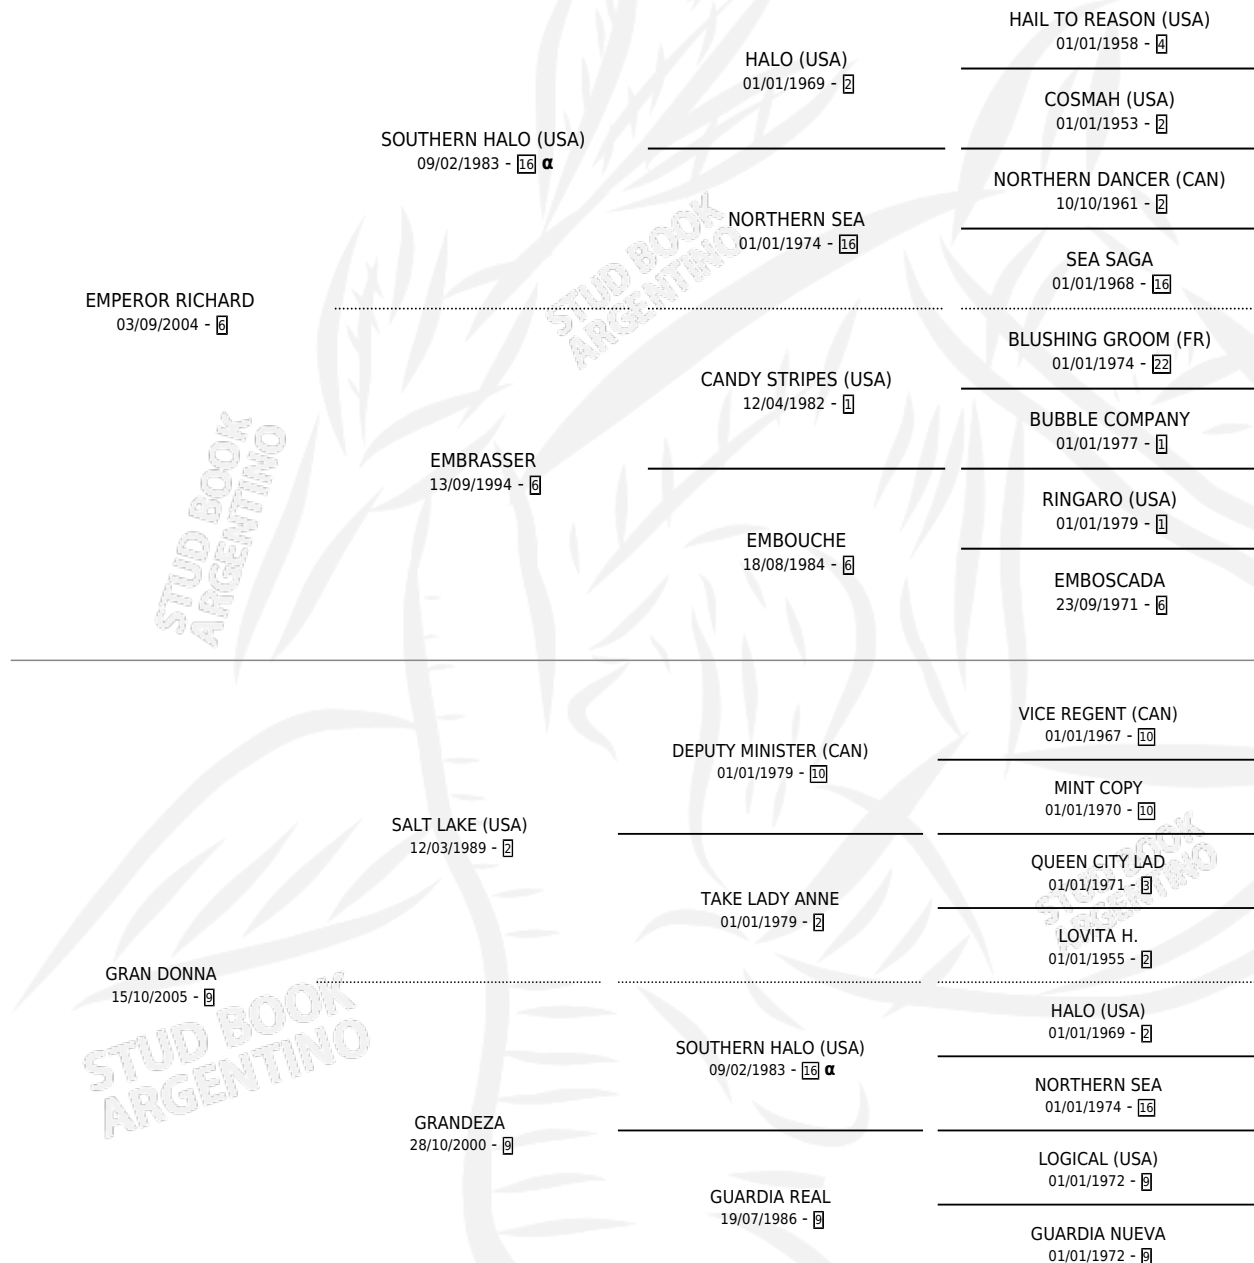 HAIL TO REASON (USA)
01/01/1958 - 4
HALO (USA)
01/01/1969 - 2
COSMAH (USA)
01/01/1953 - 2
SOUTHERN HALO (USA)
09/02/1983 - 16 α
NORTHERN DANCER (CAN)
10/10/1961 - 2
NORTHERN SEA
01/01/1974 - 16
SEA SAGA
01/01/1968 - 16
EMPEROR RICHARD
03/09/2004 - 6
BLUSHING GROOM (FR)
01/01/1974 - 22
CANDY STRIPES (USA)
12/04/1982 - 1
BUBBLE COMPANY
01/01/1977 - 1
EMBRASSER
13/09/1994 - 6
RINGARO (USA)
01/01/1979 - 1
EMBOUCHE
18/08/1984 - 6
EMBOSCADA
23/09/1971 - 6
STUD BOOK
ARGENTINO
STUD BOOK
ARGENTINO
VICE REGENT (CAN)
01/01/1967 - 10
DEPUTY MINISTER (CAN)
01/01/1979 - 10
MINT COPY
01/01/1970 - 10
SALT LAKE (USA)
12/03/1989 - 2
QUEEN CITY LAD
01/01/1971 - 3
TAKE LADY ANNE
01/01/1979 - 2
LOVITA H.
01/01/1955 - 2
GRAN DONNA
15/10/2005 - 9
HALO (USA)
01/01/1969 - 2
SOUTHERN HALO (USA)
09/02/1983 - 16 α
NORTHERN SEA
01/01/1974 - 16
GRANDEZA
28/10/2000 - 9
LOGICAL (USA)
01/01/1972 - 9
GUARDIA REAL
19/07/1986 - 9
GUARDIA NUEVA
01/01/1972 - 9
STUD BOOK
ARGENTINO
STUD BOOK
ARGENTINO